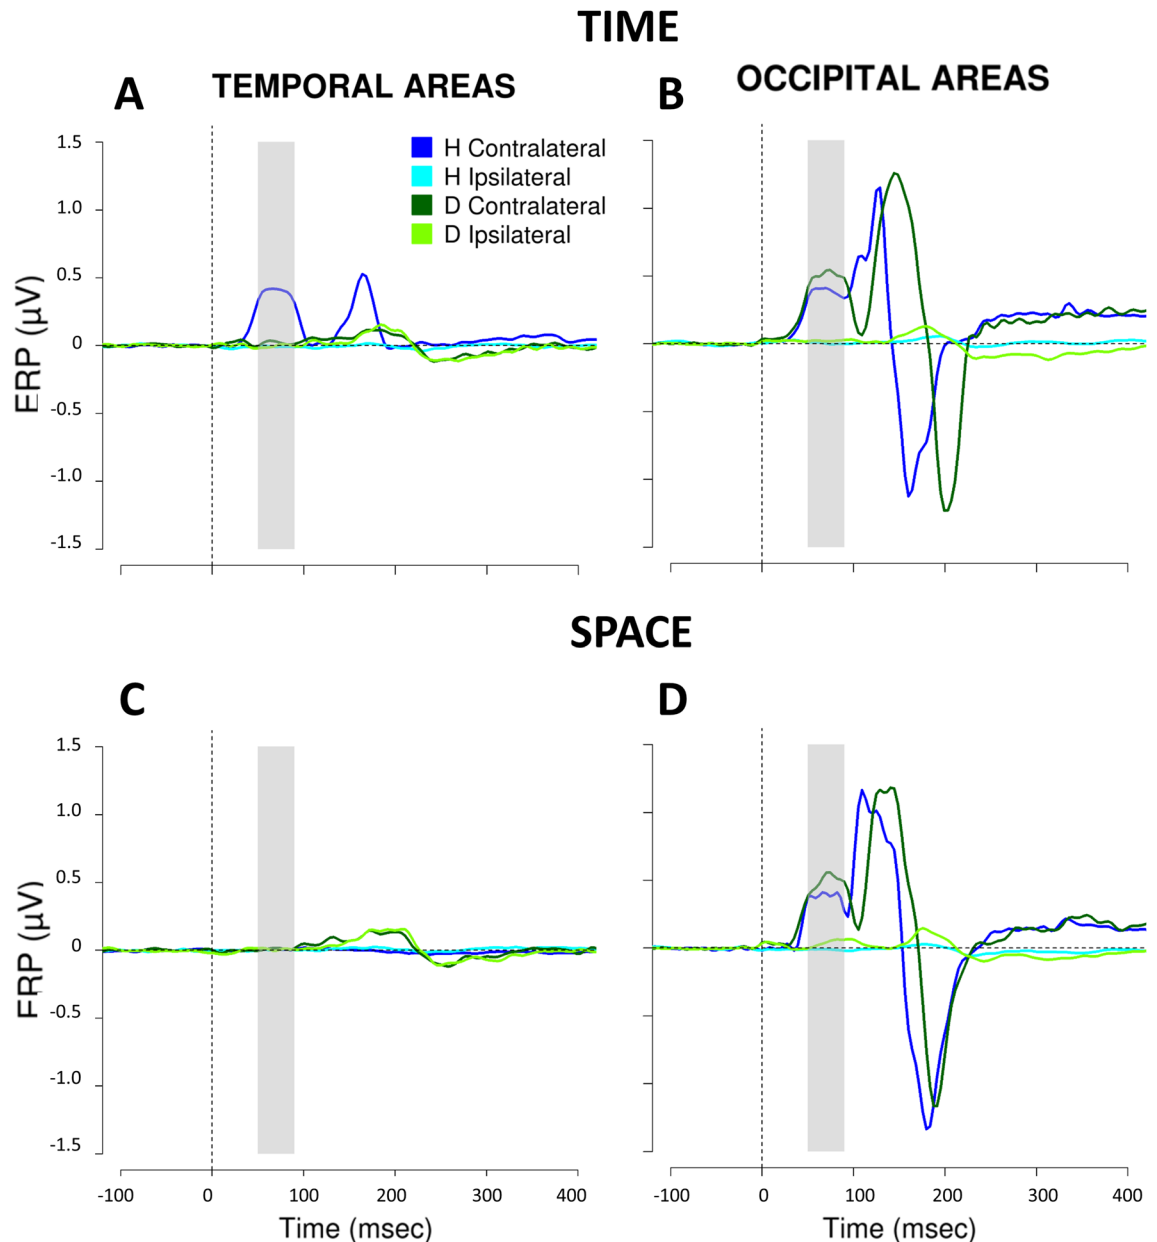 TIME
A TEMPORAL AREAS
B OCCIPITAL AREAS
H Contralateral
H Ipsilateral
D Contralateral
D Ipsilateral
1.5
1.0
0.5
0
-0.5
-1.0
-1.5
ERP (µV)
SPACE
C
D
1.5
1.0
0.5
0
-0.5
-1.0
-1.5
ERP (µV)
-100 0 100 200 300 400
Time (msec)
-100 0 100 200 300 400
Time (msec)